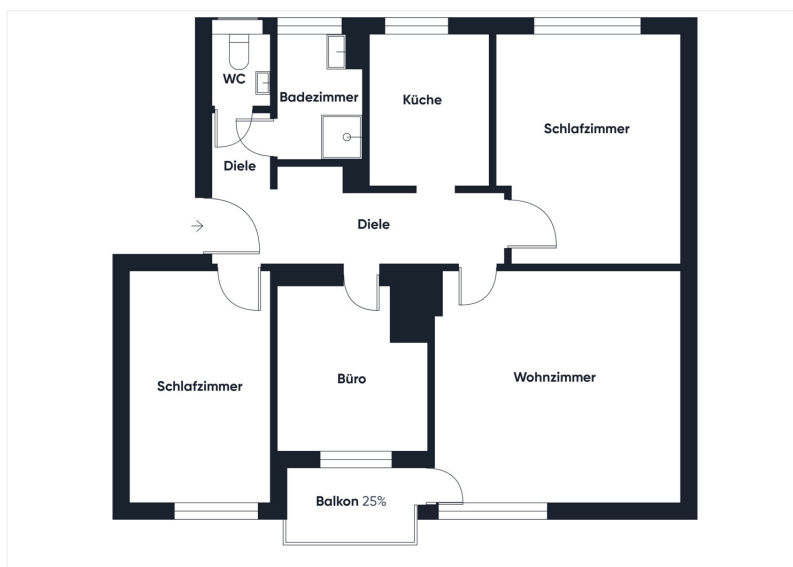 WC
Badezimmer
Küche
Schlafzimmer
Diele
Diele
Schlafzimmer
Büro
Wohnzimmer
Balkon 25%